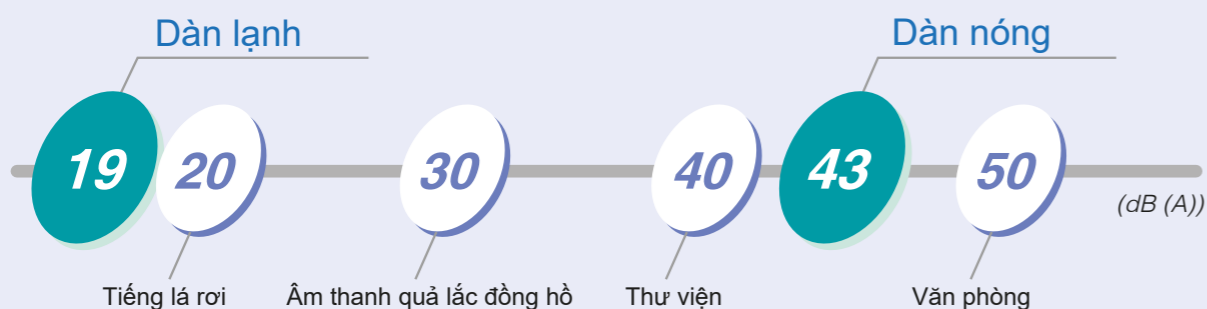 Dàn lạnh
Dàn nóng
19
20
30
40
43
50
(dB (A))
Tiếng lá rơi
Âm thanh quả lắc đồng hồ
Thư viện
Văn phòng